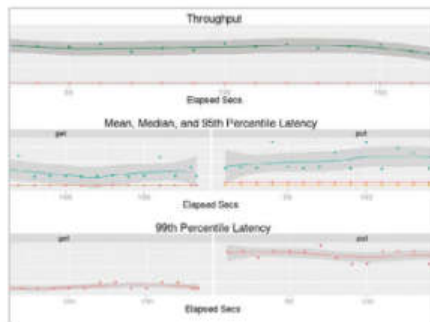 Throughput
Elapsed Secs
Mean, Median, and 95th Percentile Latency
get
put
Elapsed Secs
99th Percentile Latency
get
put
Elapsed Secs